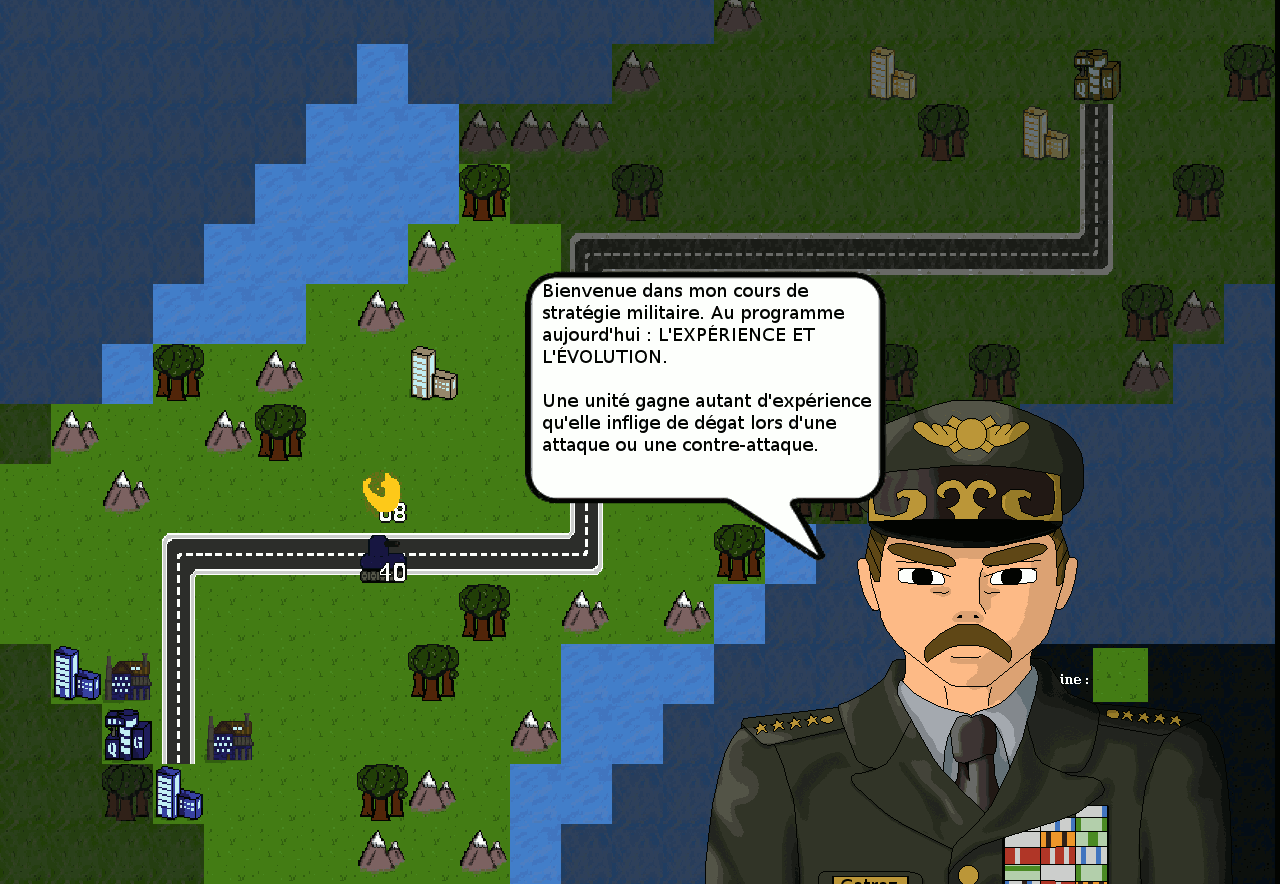 Bienvenue dans mon cours de
stratégie militaire. Au programme
aujourd'hui : L'EXPÉRIENCE ET
L'ÉVOLUTION.
Une unité gagne autant d'expérience
qu'elle inflige de dégat lors d'une
attaque ou une contre-attaque.
08
40
ine :